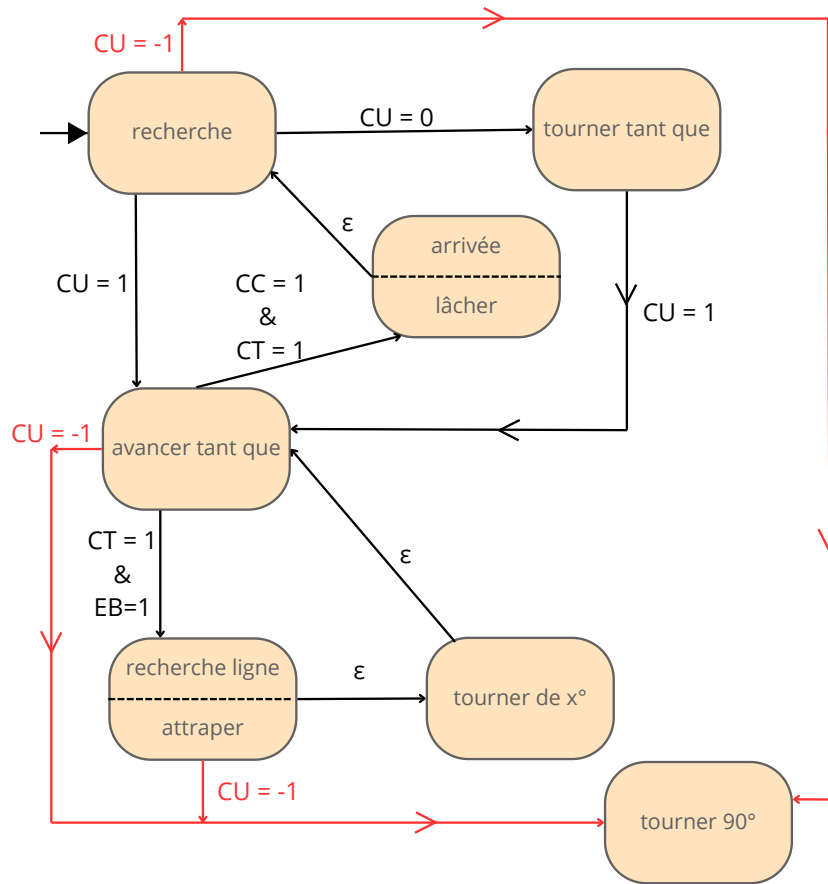 CU = -1
recherche
CU = 0
tourner tant que
ε
arrivée
lâcher
CU = 1
CC = 1
&
CT = 1
CU = 1
CU = -1
avancer tant que
CT = 1
&
EB=1
ε
recherche ligne
attraper
ε
tourner de x°
CU = -1
tourner 90°